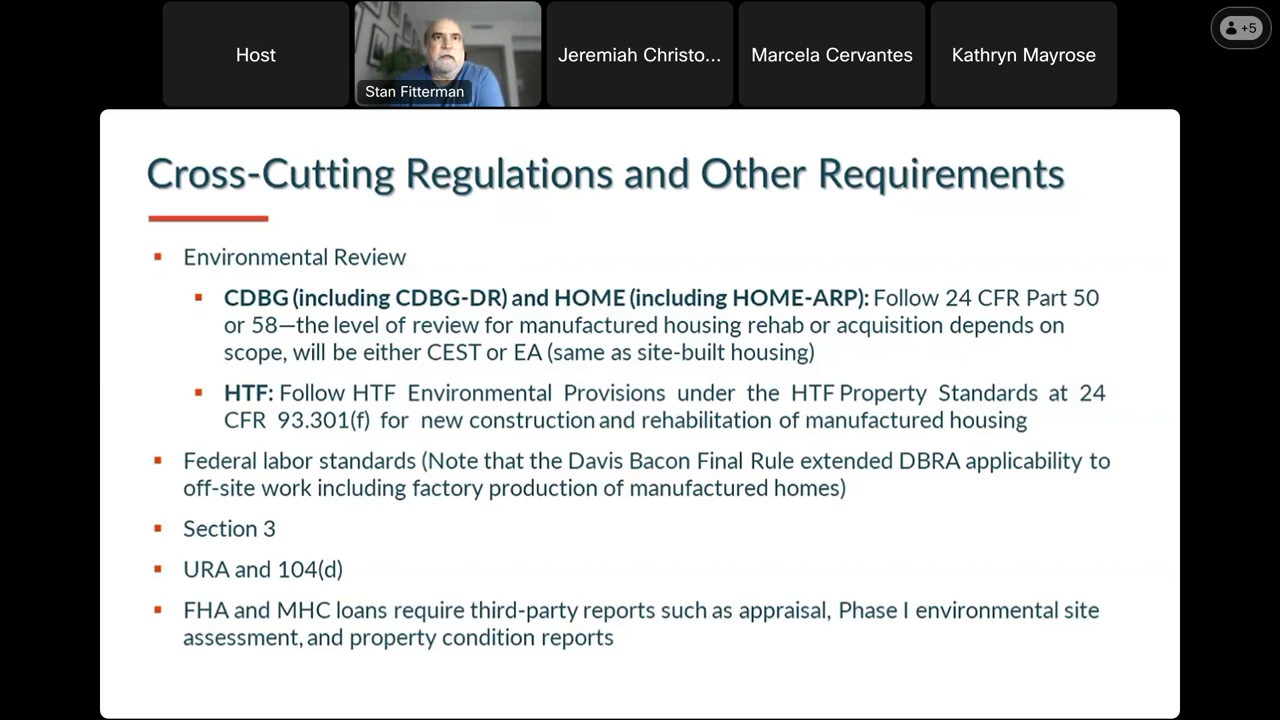 Host
Stan Fitterman
Jeremiah Christo...
Marcela Cervantes
Kathryn Mayrose
+5
Cross-Cutting Regulations and Other Requirements
▪ Environmental Review
▪ CDBG (including CDBG-DR) and HOME (including HOME-ARP): Follow 24 CFR Part 50
or 58—the level of review for manufactured housing rehab or acquisition depends on
scope, will be either CEST or EA (same as site-built housing)
▪ HTF: Follow HTF Environmental Provisions under the HTF Property Standards at 24
CFR 93.301(f) for new construction and rehabilitation of manufactured housing
▪ Federal labor standards (Note that the Davis Bacon Final Rule extended DBRA applicability to
off-site work including factory production of manufactured homes)
▪ Section 3
▪ URA and 104(d)
▪ FHA and MHC loans require third-party reports such as appraisal, Phase I environmental site
assessment, and property condition reports